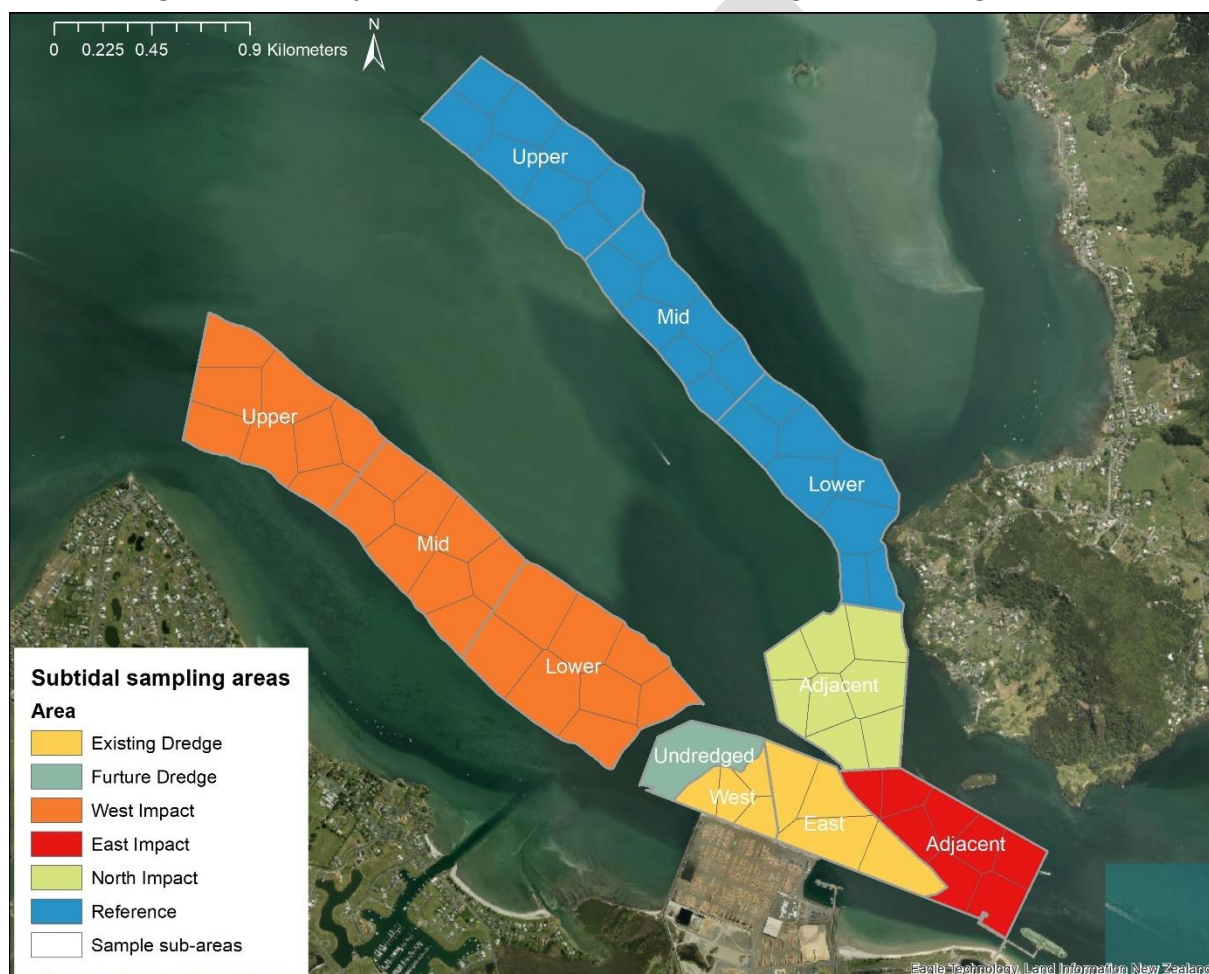 0 0.225 0.45 0.9 Kilometers
N
Upper
Mid
Lower
Upper
Mid
Lower
Adjacent
Undredged
West
East
Adjacent
Subtidal sampling areas
Area
Existing Dredge
Furture Dredge
West Impact
East Impact
North Impact
Reference
Sample sub-areas
Eagle Technology, Land Information New Zealand